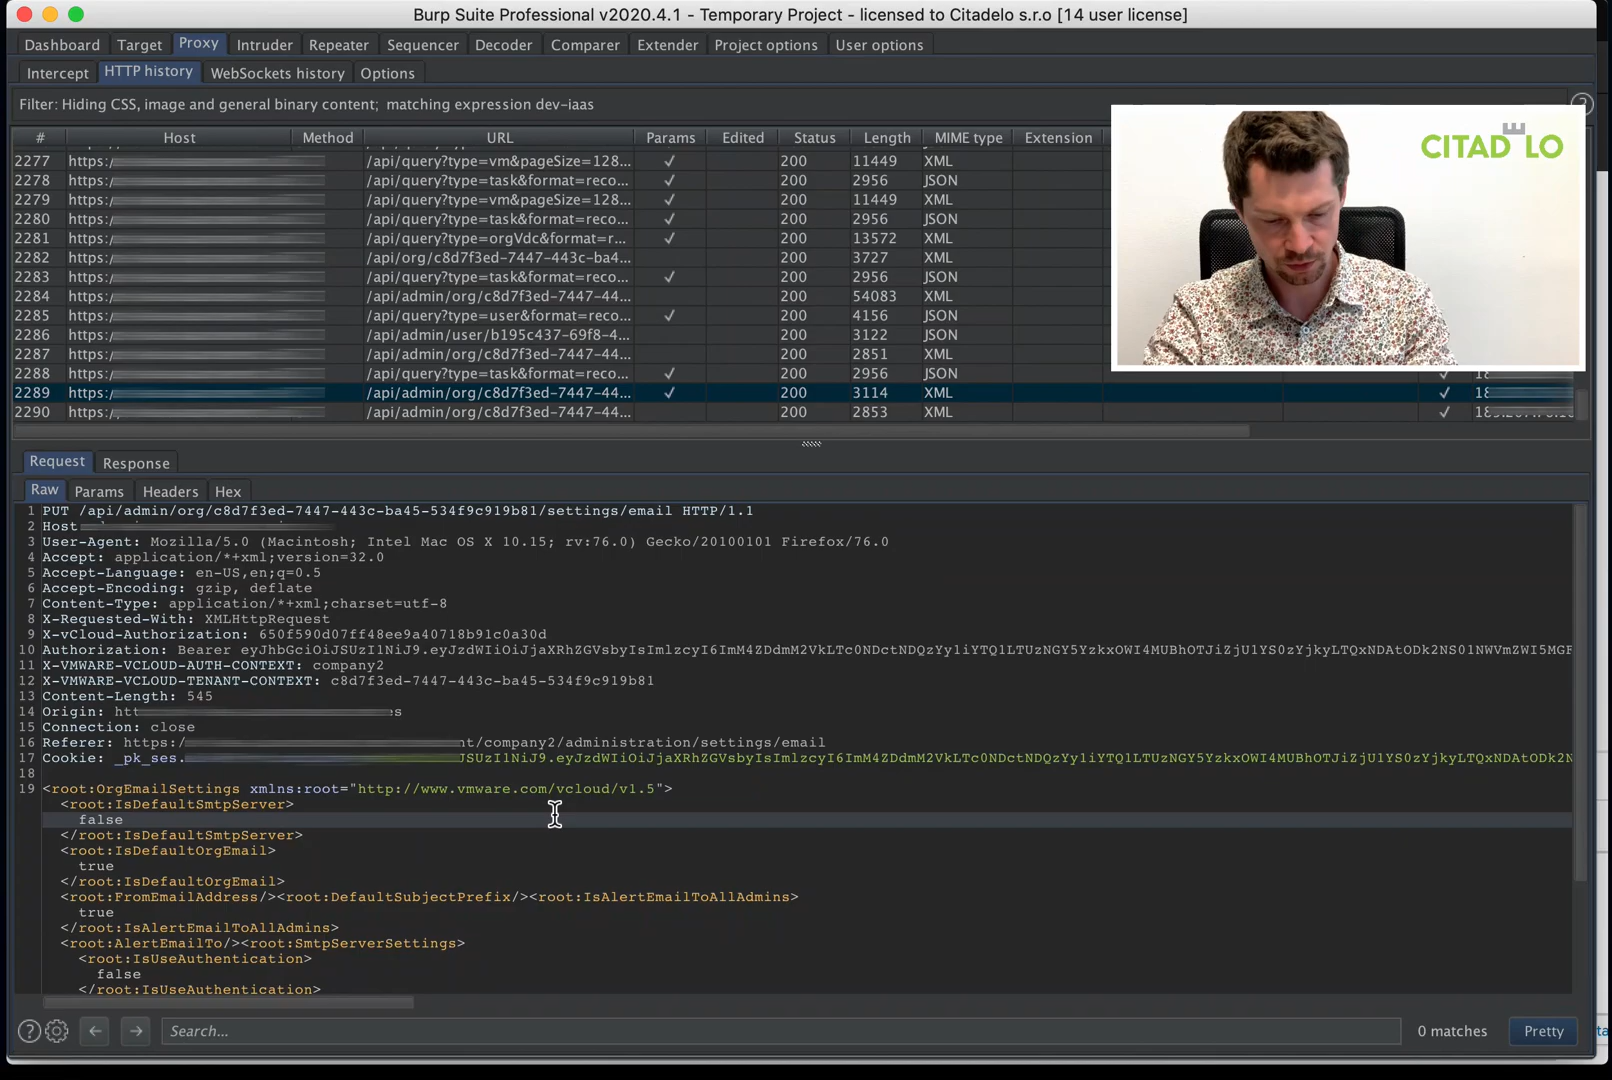 Burp Suite Professional v2020.4.1 - Temporary Project - licensed to Citadelo s.r.o [14 user license]
Dashboard Target Proxy Intruder Repeater Sequencer Decoder Comparer Extender Project options User options
Intercept HTTP history WebSockets history Options
Filter: Hiding CSS, image and general binary content; matching expression dev-iaas
?
# Host Method URL Params Edited Status Length MIME type Extension
CITADELO
2277 https:/ /api/query?type=vm&pageSize=128... ✓ 200 11449 XML
2278 https:/ /api/query?type=task&format=reco... ✓ 200 2956 JSON
2279 https:/ /api/query?type=vm&pageSize=128... ✓ 200 11449 XML
2280 https:/ /api/query?type=task&format=reco... ✓ 200 2956 JSON
2281 https:/ /api/query?type=orgVdc&format=r... ✓ 200 13572 XML
2282 https:/ /api/org/c8d7f3ed-7447-443c-ba4... 200 3727 XML
2283 https:/ /api/query?type=task&format=reco... ✓ 200 2956 JSON
2284 https:/ /api/admin/org/c8d7f3ed-7447-44... 200 54083 XML
2285 https:/ /api/query?type=user&format=reco... ✓ 200 4156 JSON
2286 https:/ /api/admin/user/b195c437-69f8-4... 200 3122 JSON
2287 https:/ /api/admin/org/c8d7f3ed-7447-44... 200 2851 XML
2288 https:/ /api/query?type=task&format=reco... ✓ 200 2956 JSON ✓
2289 https:/ /api/admin/org/c8d7f3ed-7447-44... ✓ 200 3114 XML ✓
2290 https:/ /api/admin/org/c8d7f3ed-7447-44... 200 2853 XML ✓
Request Response
Raw Params Headers Hex
1 PUT /api/admin/org/c8d7f3ed-7447-443c-ba45-534f9c919b81/settings/email HTTP/1.1
2 Host
3 User-Agent: Mozilla/5.0 (Macintosh; Intel Mac OS X 10.15; rv:76.0) Gecko/20100101 Firefox/76.0
4 Accept: application/*+xml;version=32.0
5 Accept-Language: en-US,en;q=0.5
6 Accept-Encoding: gzip, deflate
7 Content-Type: application/*+xml;charset=utf-8
8 X-Requested-With: XMLHttpRequest
9 X-vCloud-Authorization: 650f590d07ff48ee9a40718b91c0a30d
10 Authorization: Bearer
11 X-VMWARE-VCLOUD-AUTH-CONTEXT: company2
12 X-VMWARE-VCLOUD-TENANT-CONTEXT: c8d7f3ed-7447-443c-ba45-534f9c919b81
13 Content-Length: 545
14 Origin: htt
15 Connection: close
16 Referer: https:/ nt/company2/administration/settings/email
17 Cookie: _pk_ses.
18
19 <root:OrgEmailSettings xmlns:root="http://www.vmware.com/vcloud/v1.5">
<root:IsDefaultSmtpServer>
false
</root:IsDefaultSmtpServer>
<root:IsDefaultOrgEmail>
true
</root:IsDefaultOrgEmail>
<root:FromEmailAddress/><root:DefaultSubjectPrefix/><root:IsAlertEmailToAllAdmins>
true
</root:IsAlertEmailToAllAdmins>
<root:AlertEmailTo/><root:SmtpServerSettings>
<root:IsUseAuthentication>
false
</root:IsUseAuthentication>
? Search... 0 matches Pretty